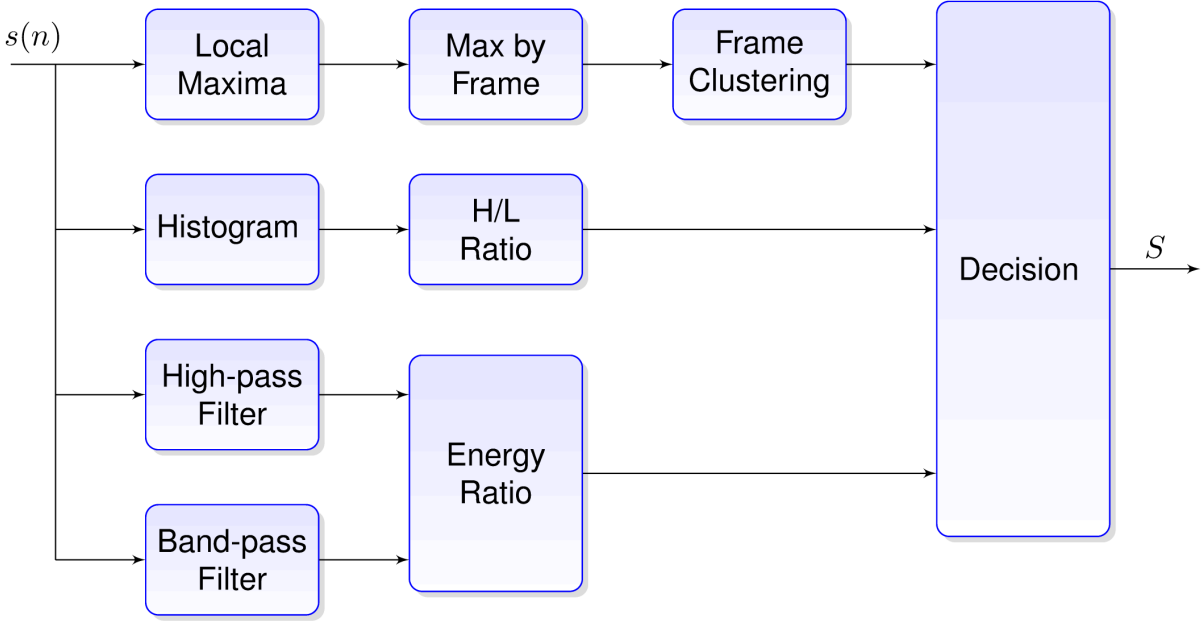 s(n)
Local
Maxima
Max by
Frame
Frame
Clustering
Histogram
H/L
Ratio
Decision
S
High-pass
Filter
Energy
Ratio
Band-pass
Filter